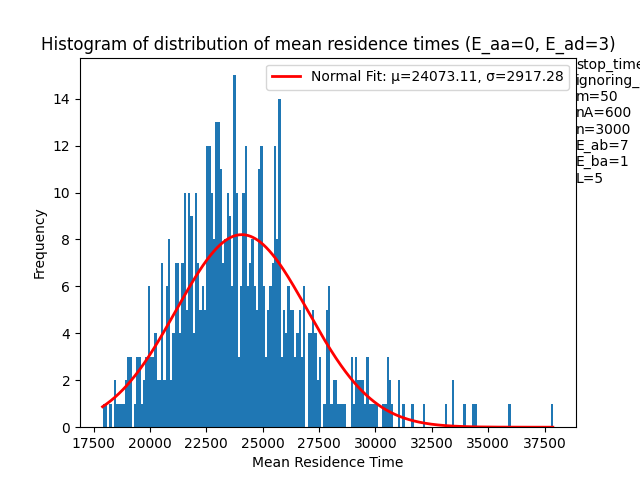 Histogram of distribution of mean residence times (E_aa=0, E_ad=3)
Normal Fit: μ=24073.11, σ=2917.28
stop_time
ignoring_
m=50
nA=600
n=3000
E_ab=7
E_ba=1
L=5
Frequency
14
12
10
8
6
4
2
0
17500 20000 22500 25000 27500 30000 32500 35000 37500
Mean Residence Time